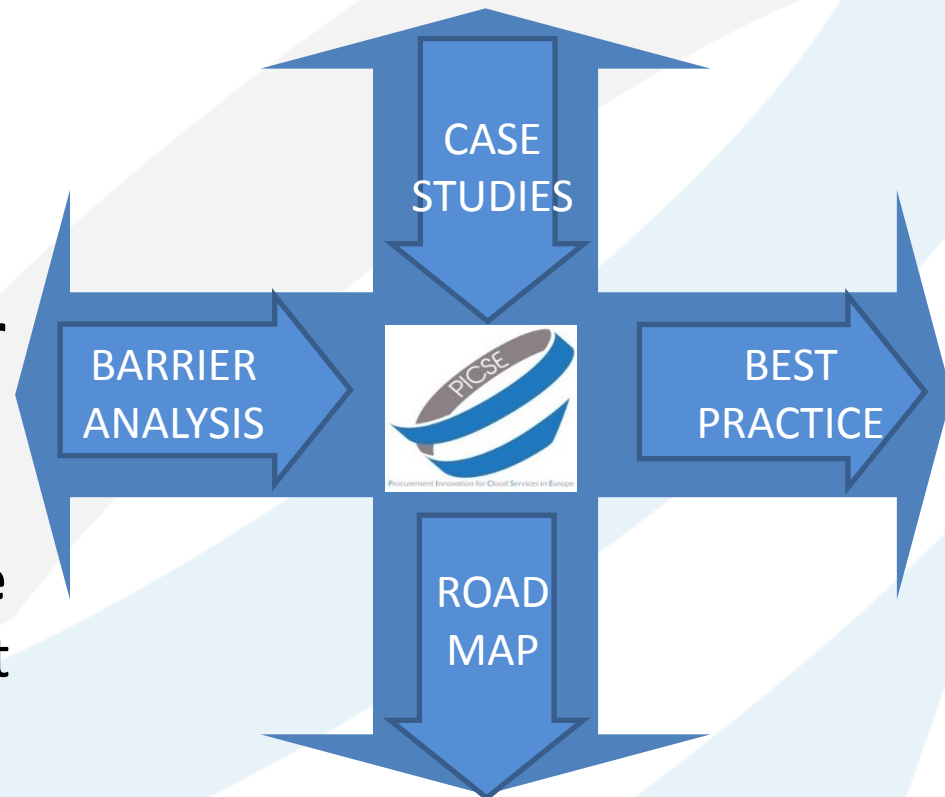 CASE
STUDIES
BARRIER
ANALYSIS
PICSE
Procurement Innovation for Cloud Services in Europe
BEST
PRACTICE
ROAD
MAP